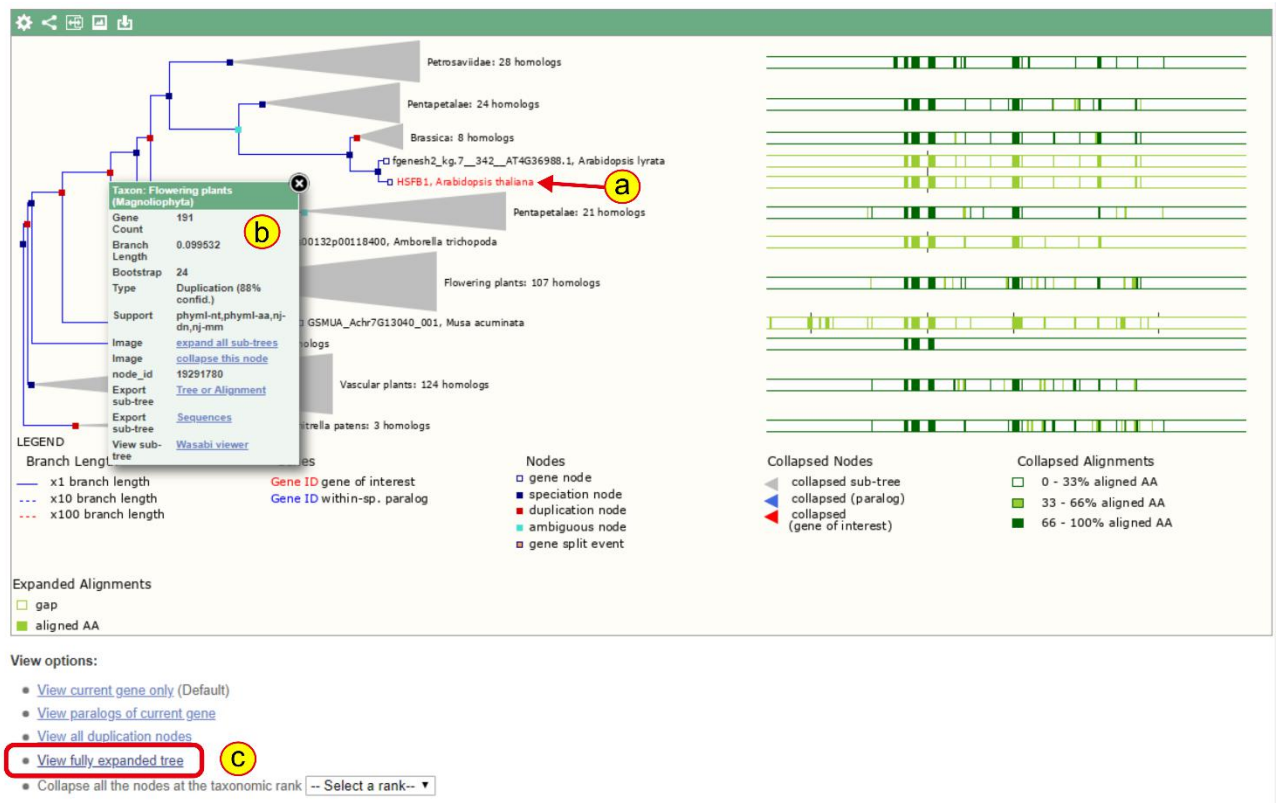 Petrosaviidae: 28 homologs
Pentapetalae: 24 homologs
Brassica: 8 homologs
fgenesh2_kg.7__342__AT4G36988.1, Arabidopsis lyrata
HSFB1, Arabidopsis thaliana
a
Taxon: Flowering plants
(Magnoliophyta)
Gene Count 191
Branch Length 0.099532
Bootstrap 24
Type Duplication (88% confid.)
Support phyml-nt,phyml-aa,nj-dn,nj-mm
Image expand all sub-trees
Image collapse this node
node_id 19291780
Export sub-tree Tree or Alignment
Export sub-tree Sequences
View sub-tree Wasabi viewer
b
Pentapetalae: 21 homologs
00132p00118400, Amborella trichopoda
Flowering plants: 107 homologs
GSMUA_Achr7G13040_001, Musa acuminata
ologs
Vascular plants: 124 homologs
itrella patens: 3 homologs
LEGEND
Branch Lengt
x1 branch length
x10 branch length
x100 branch length
es
Gene ID gene of interest
Gene ID within-sp. paralog
Nodes
gene node
speciation node
duplication node
ambiguous node
gene split event
Collapsed Nodes
collapsed sub-tree
collapsed (paralog)
collapsed
(gene of interest)
Collapsed Alignments
0 - 33% aligned AA
33 - 66% aligned AA
66 - 100% aligned AA
Expanded Alignments
gap
aligned AA
View options:
View current gene only (Default)
View paralogs of current gene
View all duplication nodes
View fully expanded tree
c
Collapse all the nodes at the taxonomic rank -- Select a rank--